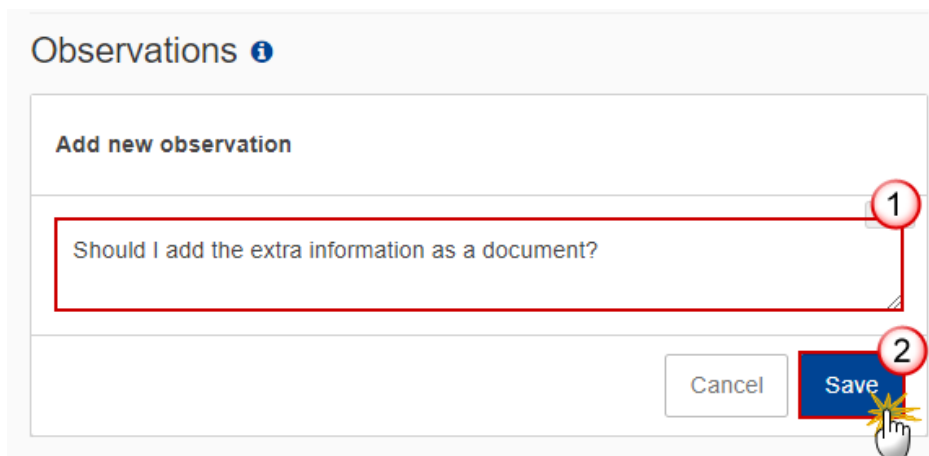 Observations
Add new observation
1
Should I add the extra information as a document?
2
Cancel Save